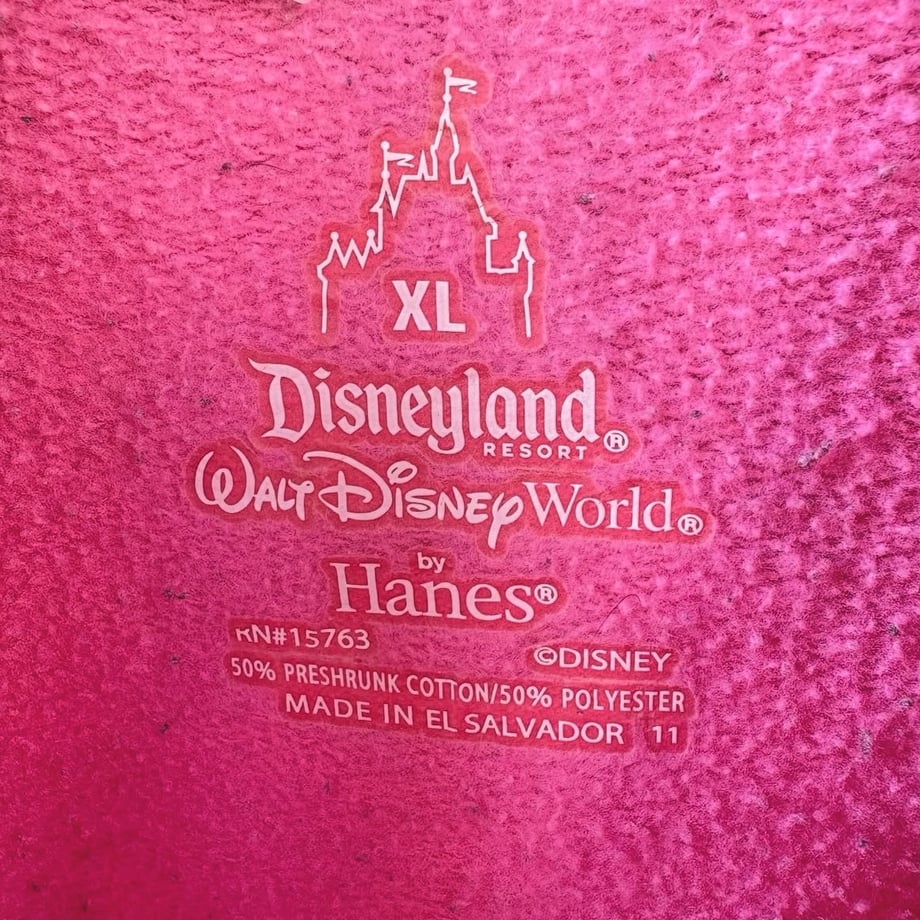 XL
Disneyland
RESORT®
WALT DISNEY World®
by
Hanes®
RN#15763
©DISNEY
50% PRESHRUNK COTTON/50% POLYESTER
MADE IN EL SALVADOR 11